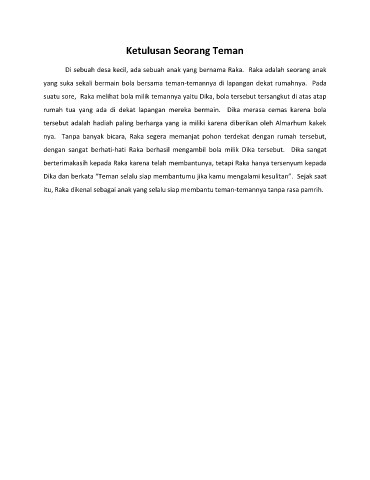 Ketulusan Seorang Teman
Di sebuah desa kecil, ada sebuah anak yang bernama Raka. Raka adalah seorang anak
yang suka sekali bermain bola bersama teman-temannya di lapangan dekat rumahnya. Pada
suatu sore, Raka melihat bola milik temannya yaitu Dika, bola tersebut tersangkut di atas atap
rumah tua yang ada di dekat lapangan mereka bermain. Dika merasa cemas karena bola
tersebut adalah hadiah paling berharga yang ia miliki karena diberikan oleh Almarhum kakek
nya. Tanpa banyak bicara, Raka segera memanjat pohon terdekat dengan rumah tersebut,
dengan sangat berhati-hati Raka berhasil mengambil bola milik Dika tersebut. Dika sangat
berterimakasih kepada Raka karena telah membantunya, tetapi Raka hanya tersenyum kepada
Dika dan berkata “Teman selalu siap membantumu jika kamu mengalami kesulitan”. Sejak saat
itu, Raka dikenal sebagai anak yang selalu siap membantu teman-temannya tanpa rasa pamrih.